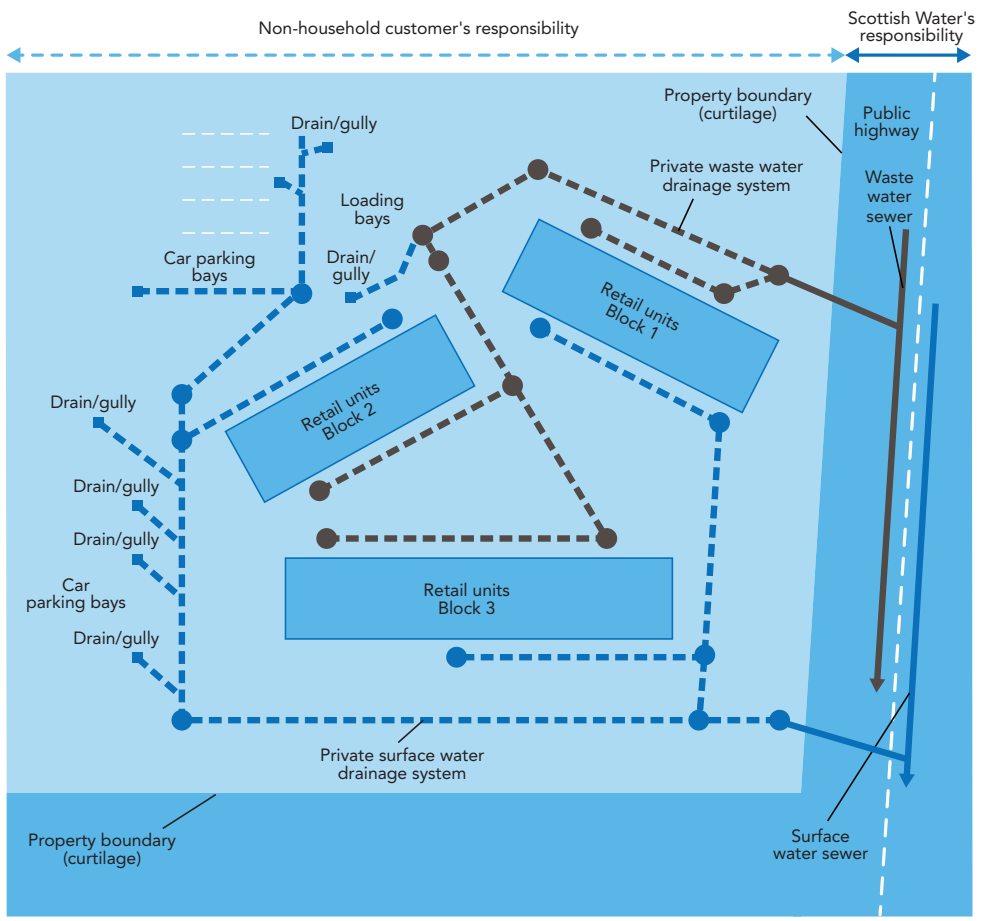 Non-household customer's responsibility
Scottish Water's
responsibility
Property boundary
(curtilage)
Public
highway
Drain/gully
Private waste water
drainage system
Waste
water
sewer
Loading
bays
Car parking
bays
Drain/
gully
Retail units
Block 1
Retail units
Block 2
Drain/gully
Drain/gully
Drain/gully
Car
parking bays
Retail units
Block 3
Drain/gully
Private surface water
drainage system
Property boundary
(curtilage)
Surface
water sewer